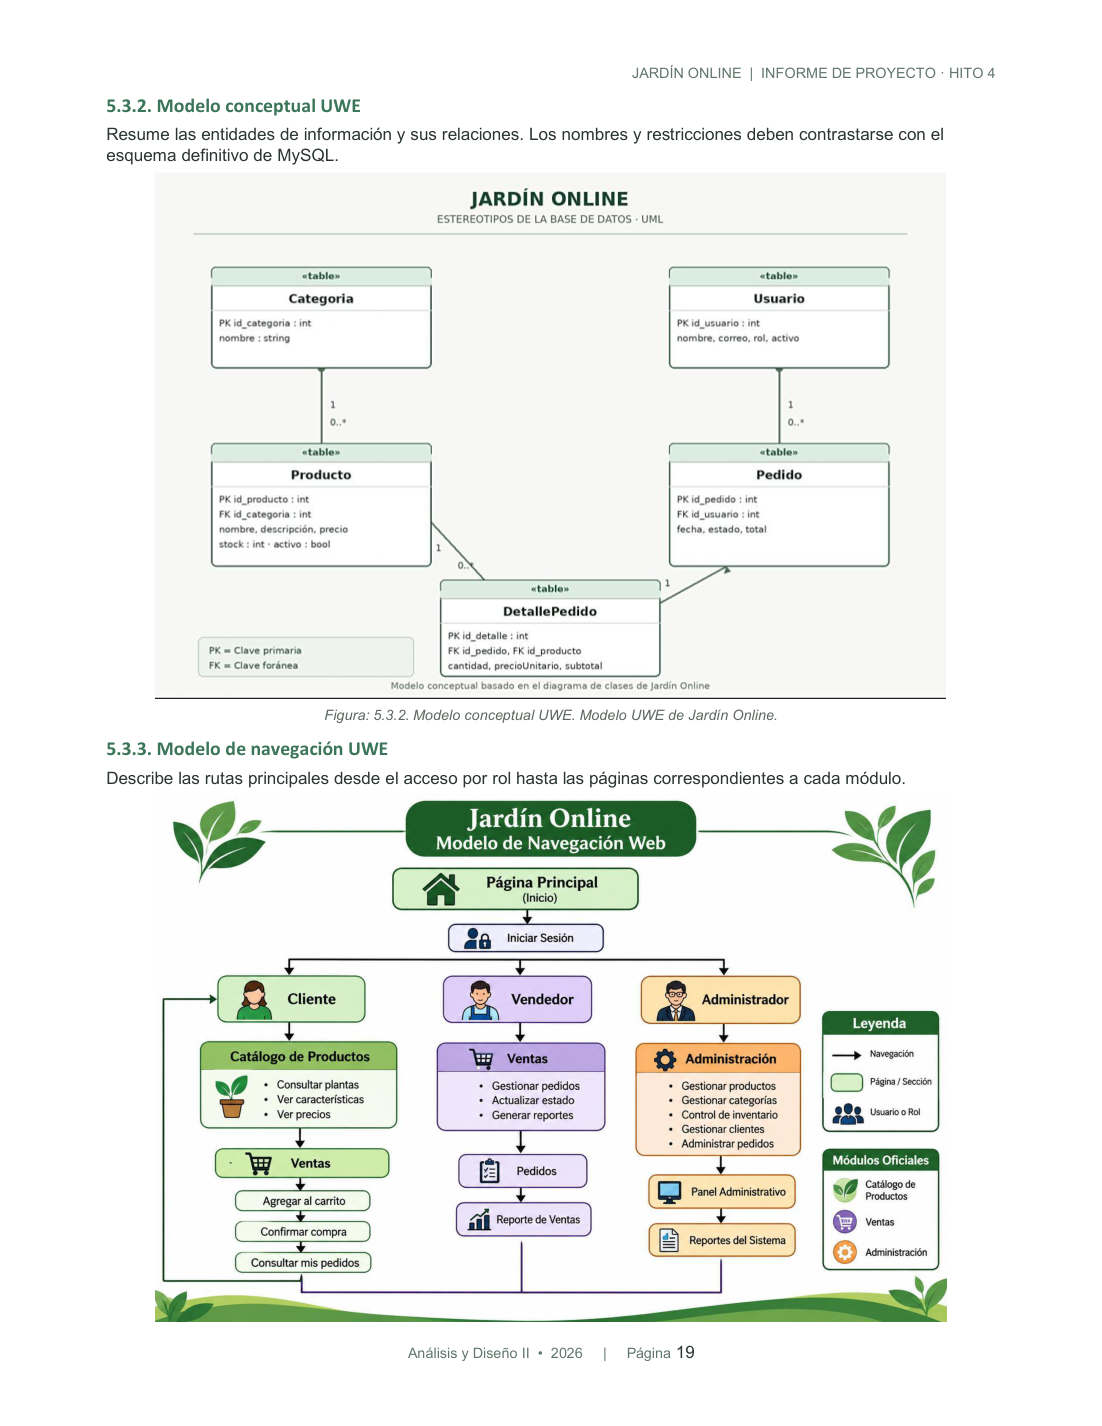 JARDÍN ONLINE | INFORME DE PROYECTO · HITO 4
5.3.2. Modelo conceptual UWE
Resume las entidades de información y sus relaciones. Los nombres y restricciones deben contrastarse con el
esquema definitivo de MySQL.
JARDÍN ONLINE
ESTEREOTIPOS DE LA BASE DE DATOS · UML
«table»
Categoria
PK id_categoria : int
nombre : string
«table»
Usuario
PK id_usuario : int
nombre, correo, rol, activo
1
0..*
1
0..*
«table»
Producto
PK id_producto : int
FK id_categoria : int
nombre, descripción, precio
stock : int · activo : bool
«table»
Pedido
PK id_pedido : int
FK id_usuario : int
fecha, estado, total
1
0..*
1
«table»
DetallePedido
PK id_detalle : int
FK id_pedido, FK id_producto
cantidad, precioUnitario, subtotal
PK = Clave primaria
FK = Clave foránea
Modelo conceptual basado en el diagrama de clases de Jardín Online
Figura: 5.3.2. Modelo conceptual UWE. Modelo UWE de Jardín Online.
5.3.3. Modelo de navegación UWE
Describe las rutas principales desde el acceso por rol hasta las páginas correspondientes a cada módulo.
Jardín Online
Modelo de Navegación Web
Página Principal
(Inicio)
Iniciar Sesión
Cliente
Vendedor
Administrador
Catálogo de Productos
• Consultar plantas
• Ver características
• Ver precios
Ventas
Agregar al carrito
Confirmar compra
Consultar mis pedidos
Ventas
• Gestionar pedidos
• Actualizar estado
• Generar reportes
Pedidos
Reporte de Ventas
Administración
• Gestionar productos
• Gestionar categorías
• Control de inventario
• Gestionar clientes
• Administrar pedidos
Panel Administrativo
Reportes del Sistema
Leyenda
Navegación
Página / Sección
Usuario o Rol
Módulos Oficiales
Catálogo de
Productos
Ventas
Administración
Análisis y Diseño II • 2026 | Página 19